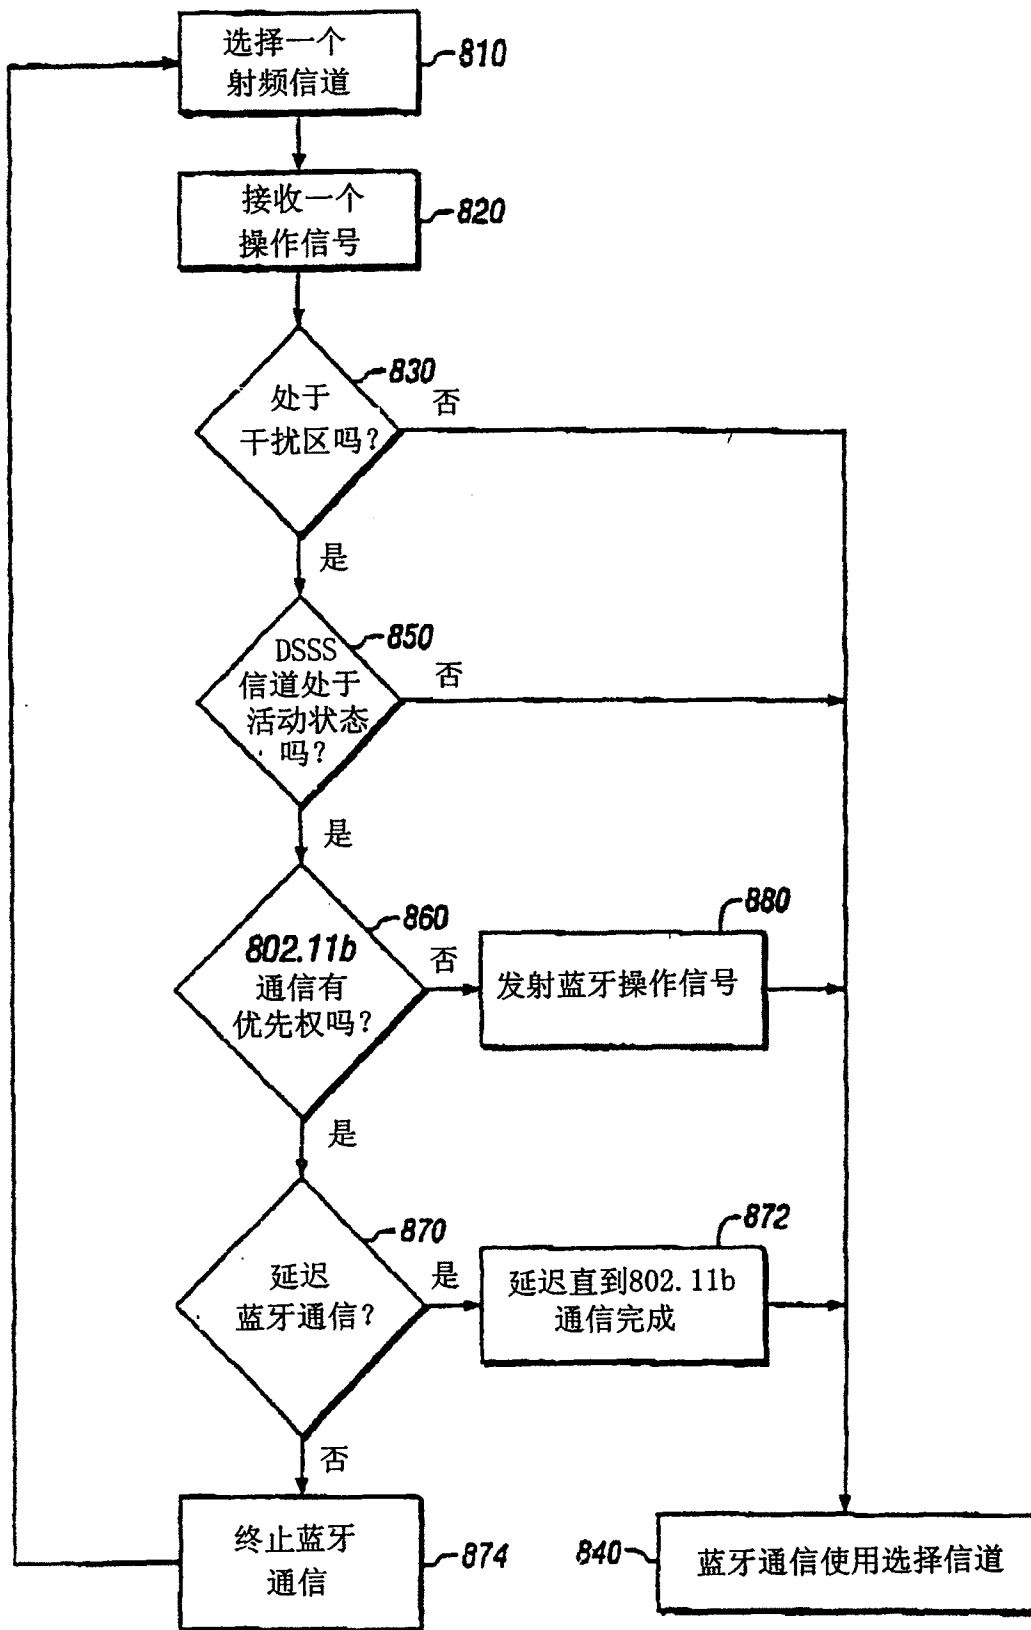 选择一个
射频信道
810
接收一个
操作信号
820
830
处于
干扰区吗?
否
是
850
DSSS
信道处于
活动状态
吗?
否
是
860
802.11b
通信有
优先权吗?
否
880
发射蓝牙操作信号
是
870
延迟
蓝牙通信?
是
872
延迟直到802.11b
通信完成
否
终止蓝牙
通信
874
840
蓝牙通信使用选择信道